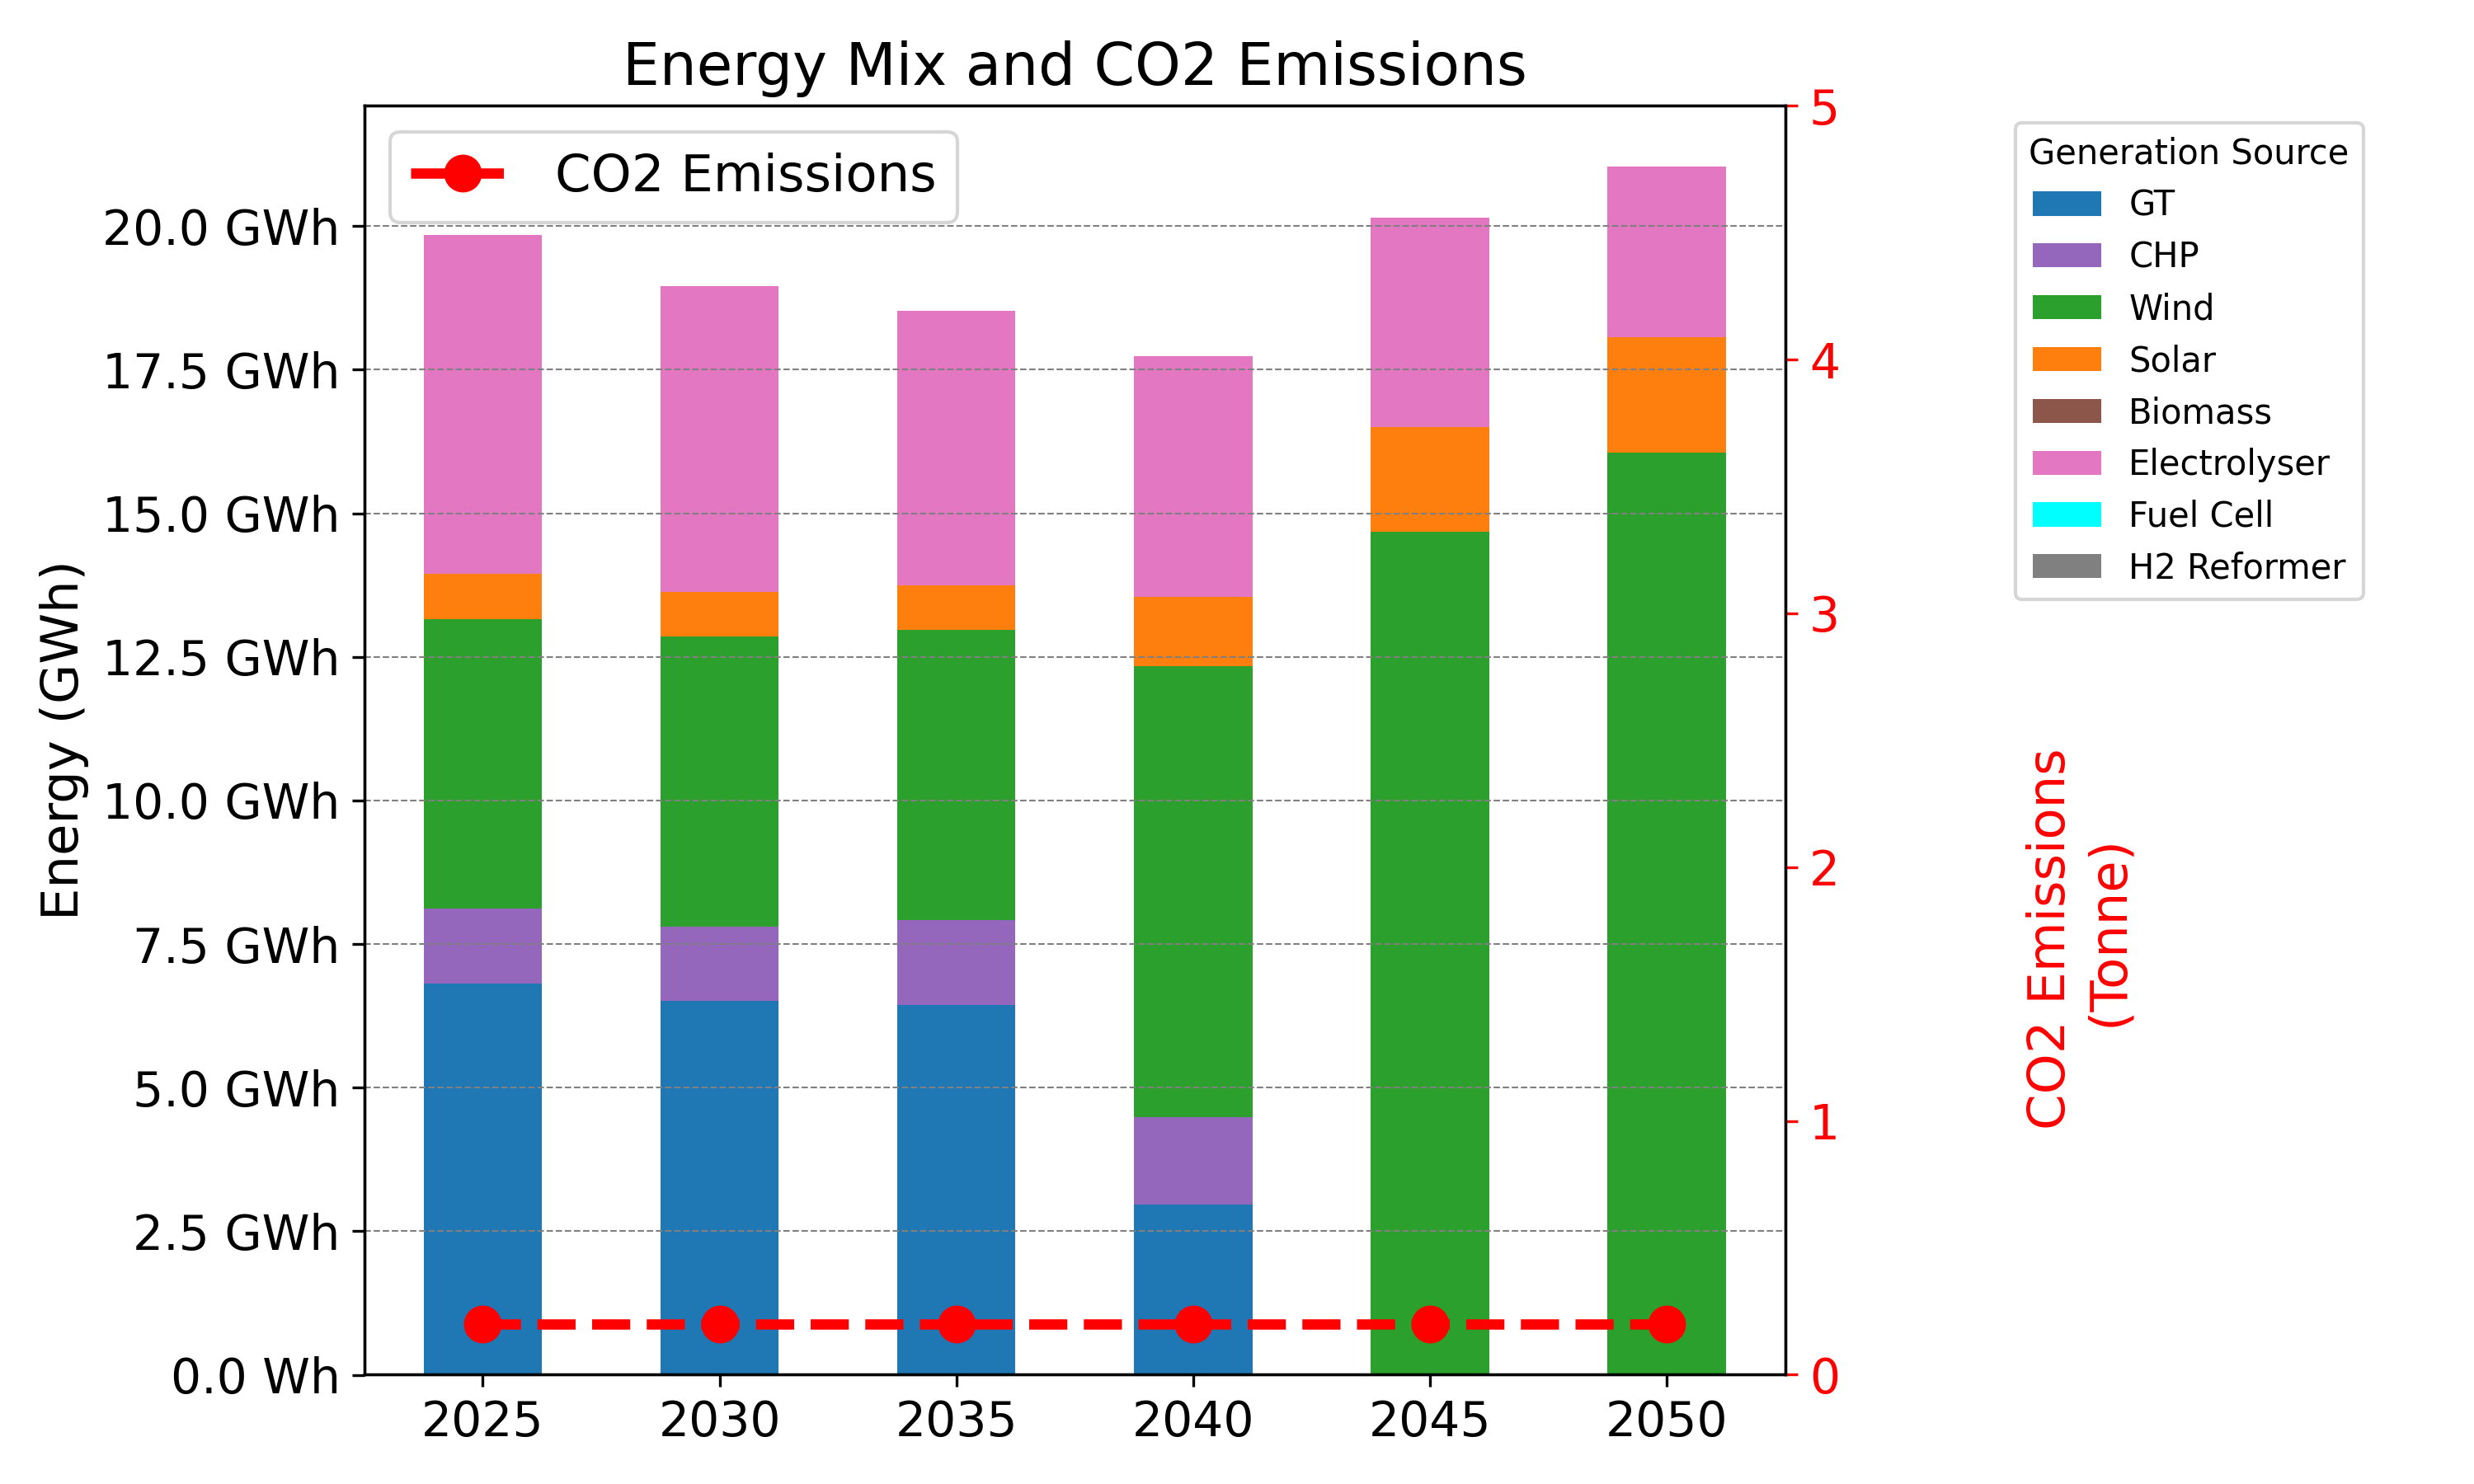 Energy Mix and CO2 Emissions
CO2 Emissions
Energy (GWh)
20.0 GWh
17.5 GWh
15.0 GWh
12.5 GWh
10.0 GWh
7.5 GWh
5.0 GWh
2.5 GWh
0.0 Wh
2025
2030
2035
2040
2045
2050
5
4
3
2
1
0
CO2 Emissions
(Tonne)
Generation Source
GT
CHP
Wind
Solar
Biomass
Electrolyser
Fuel Cell
H2 Reformer